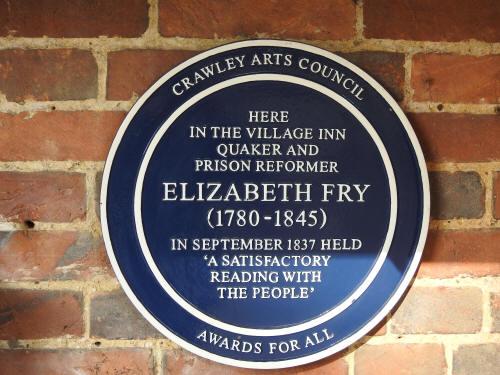 CRAWLEY ARTS COUNCIL
HERE
IN THE VILLAGE INN
QUAKER AND
PRISON REFORMER
ELIZABETH FRY
(1780-1845)
IN SEPTEMBER 1837 HELD
'A SATISFACTORY
READING WITH
THE PEOPLE'
AWARDS FOR ALL